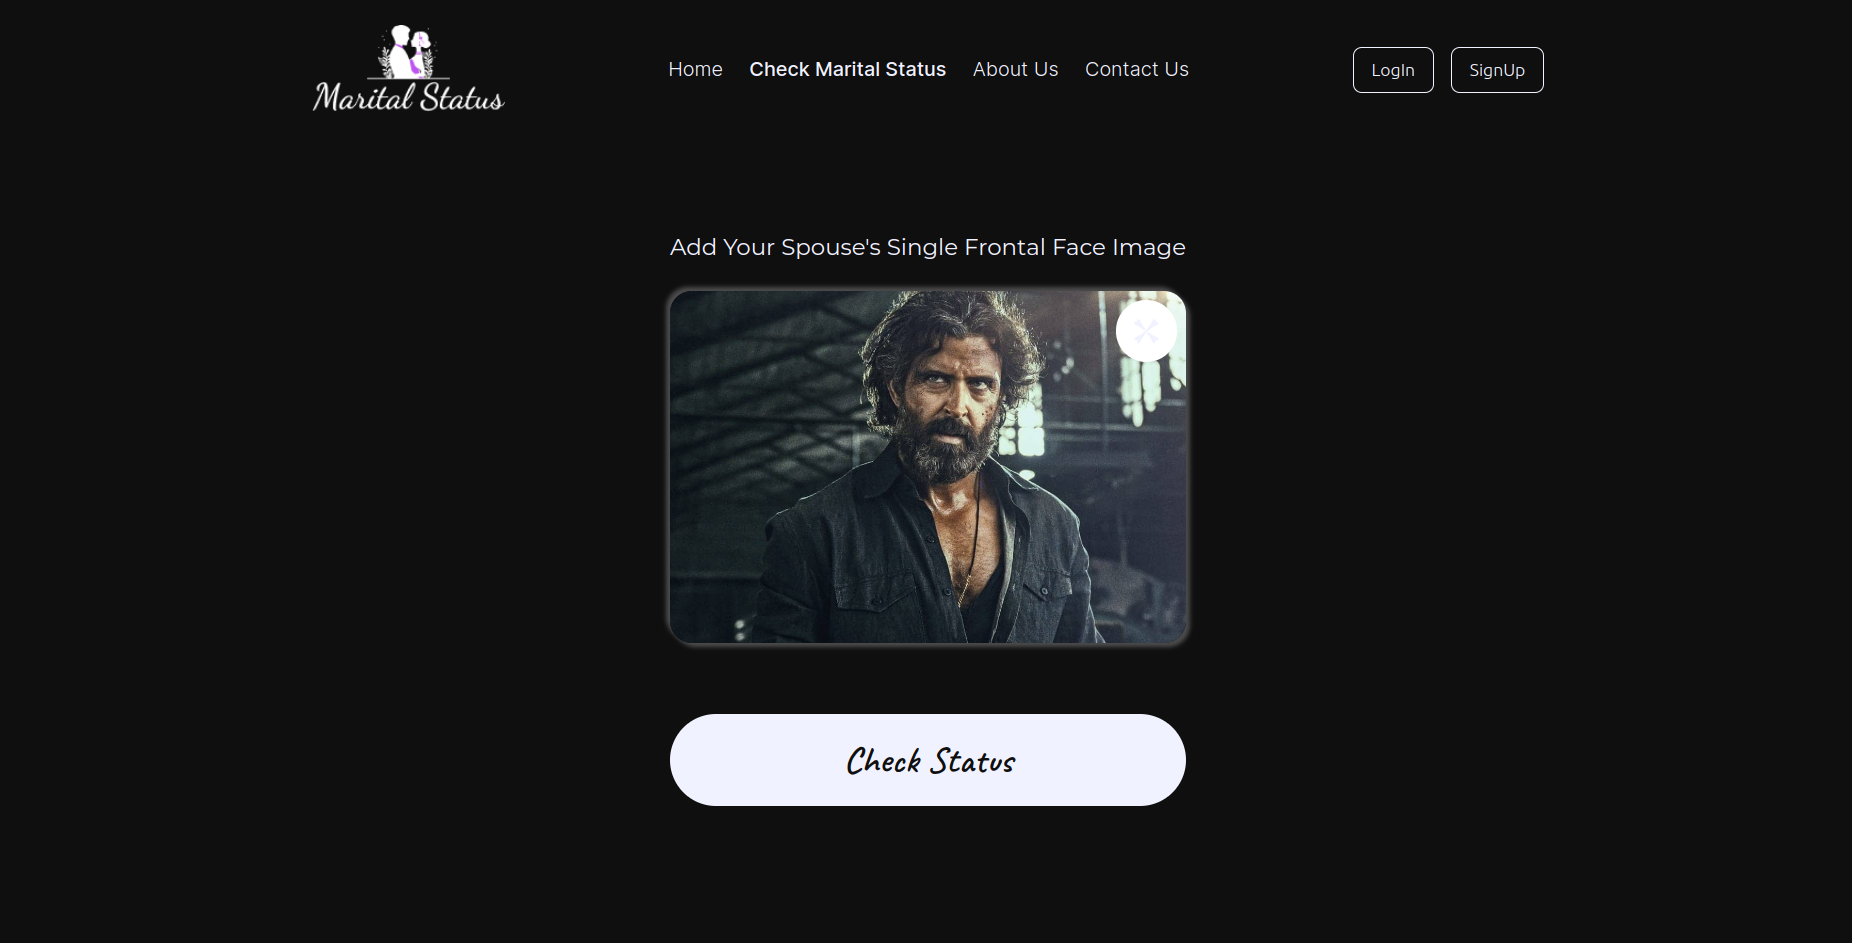 Marital Status
Home
Check Marital Status
About Us
Contact Us
LogIn
SignUp
Add Your Spouse's Single Frontal Face Image
Check Status